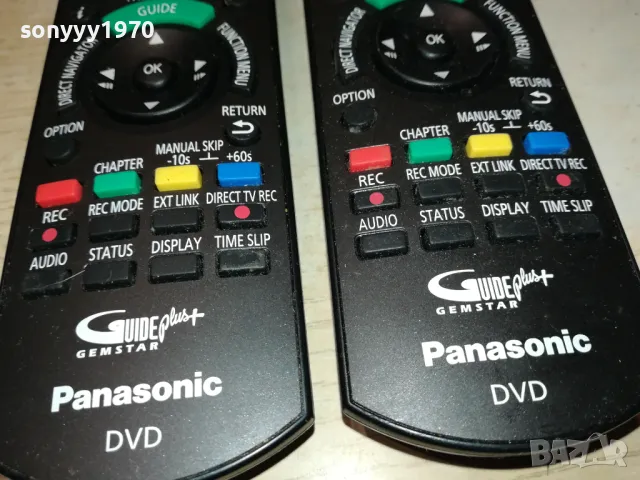 sonyyy1970
GUIDE
DIRECT NAVIGATOR
FUNCTION MENU
OK
OPTION
RETURN
MANUAL SKIP
CHAPTER
-10s
+60s
REC
REC MODE
EXT LINK
DIRECT TV REC
AUDIO
STATUS
DISPLAY
TIME SLIP
GUIDE plus+
GEMSTAR
Panasonic
DVD
DIRECT NAVIGATOR
FUNCTION MENU
OK
OPTION
RETURN
MANUAL SKIP
CHAPTER
-10s
+60s
REC
REC MODE
EXT LINK
DIRECT TV REC
AUDIO
STATUS
DISPLAY
TIME SLIP
GUIDE plus+
GEMSTAR
Panasonic
DVD
BAZAR